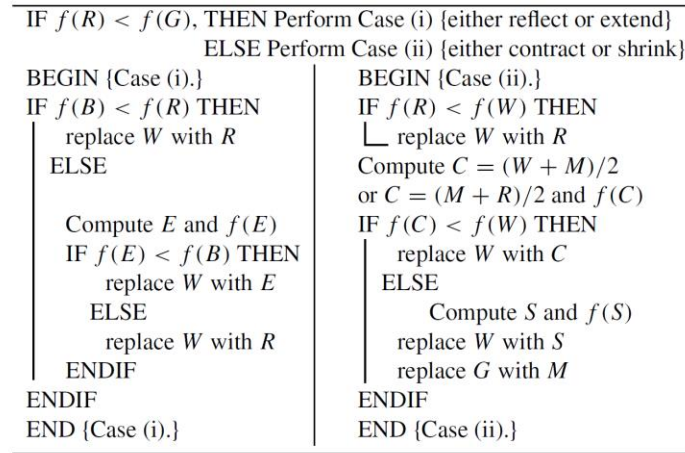 IF f(R) < f(G), THEN Perform Case (i) {either reflect or extend}
ELSE Perform Case (ii) {either contract or shrink}
BEGIN {Case (i).}
IF f(B) < f(R) THEN
replace W with R
ELSE
Compute E and f(E)
IF f(E) < f(B) THEN
replace W with E
ELSE
replace W with R
ENDIF
ENDIF
END {Case (i).}
BEGIN {Case (ii).}
IF f(R) < f(W) THEN
replace W with R
Compute C = (W + M)/2
or C = (M + R)/2 and f(C)
IF f(C) < f(W) THEN
replace W with C
ELSE
Compute S and f(S)
replace W with S
replace G with M
ENDIF
END {Case (ii).}